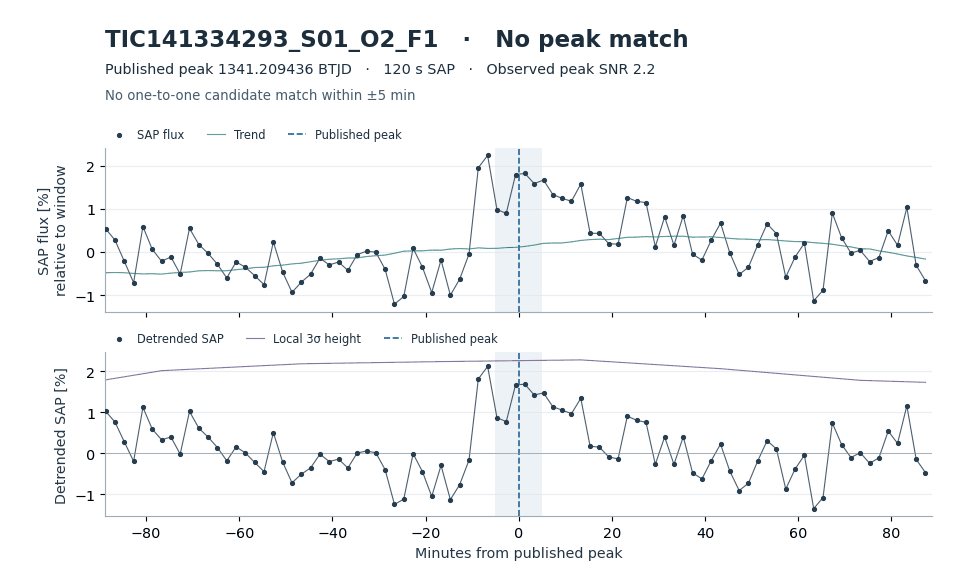 TIC141334293_S01_O2_F1 · No peak match
Published peak 1341.209436 BTJD · 120 s SAP · Observed peak SNR 2.2
No one-to-one candidate match within ±5 min
SAP flux Trend Published peak
SAP flux [%]
relative to window
2
1
0
−1
Detrended SAP Local 3σ height Published peak
Detrended SAP [%]
2
1
0
−1
−80 −60 −40 −20 0 20 40 60 80
Minutes from published peak